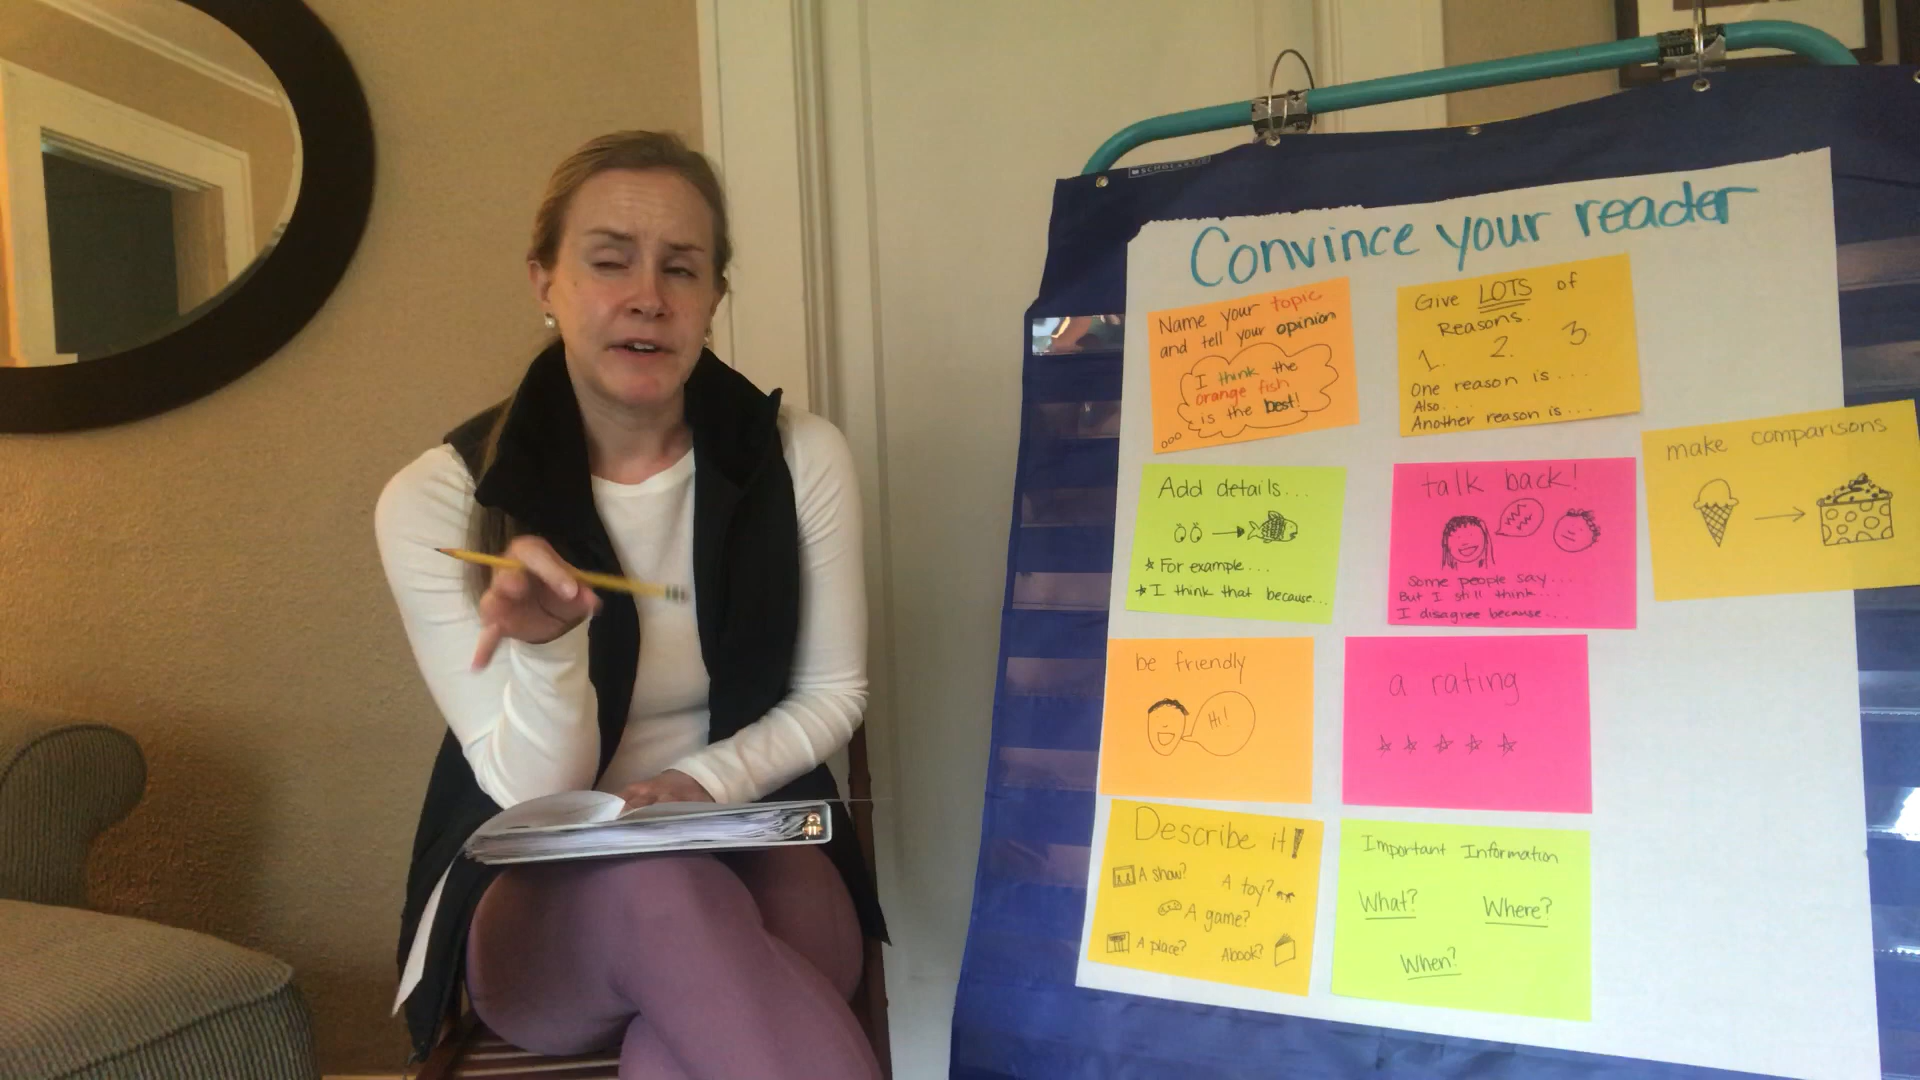 SCHOLASTIC
Convince your reader
Name your topic
and tell your opinion
I think the
orange fish
is the best!
Give LOTS of
Reasons.
1. 2. 3.
One reason is....
Also...
Another reason is...
make comparisons
Add details...
★ For example...
★ I think that because...
talk back!
Some people say...
But I still think....
I disagree because...
be friendly
Hi!
a rating
Describe it!
A show?
A toy?
A game?
A place?
A book?
Important Information
What?
Where?
When?